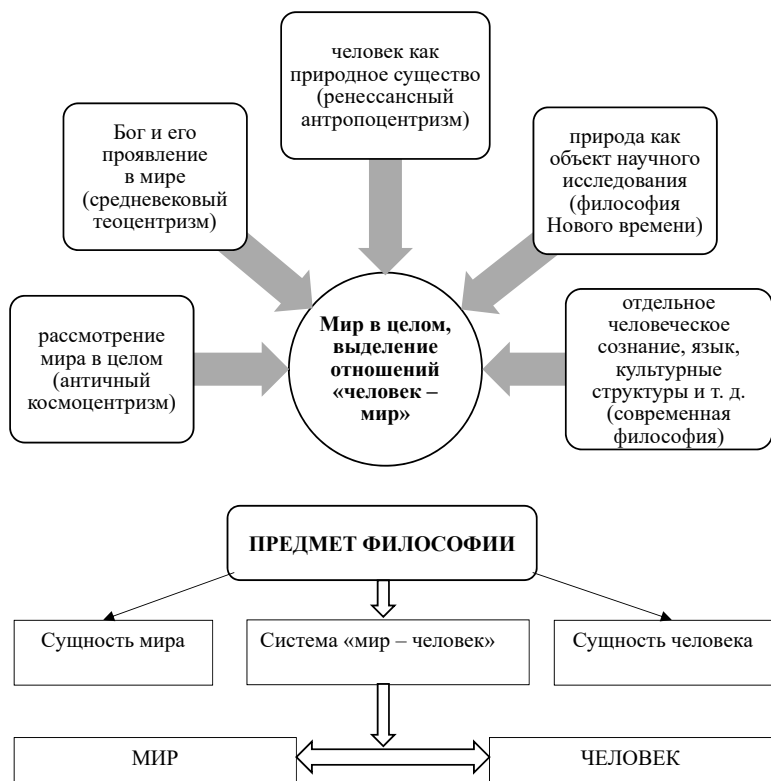 человек как
природное существо
(ренессансный
антропоцентризм)
Бог и его
проявление
в мире
(средневековый
теоцентризм)
природа как
объект научного
исследования
(философия
Нового времени)
рассмотрение
мира в целом
(античный
космоцентризм)
Мир в целом,
выделение
отношений
«человек –
мир»
отдельное
человеческое
сознание, язык,
культурные
структуры и т. д.
(современная
философия)
ПРЕДМЕТ ФИЛОСОФИИ
Сущность мира
Система «мир – человек»
Сущность человека
МИР
ЧЕЛОВЕК